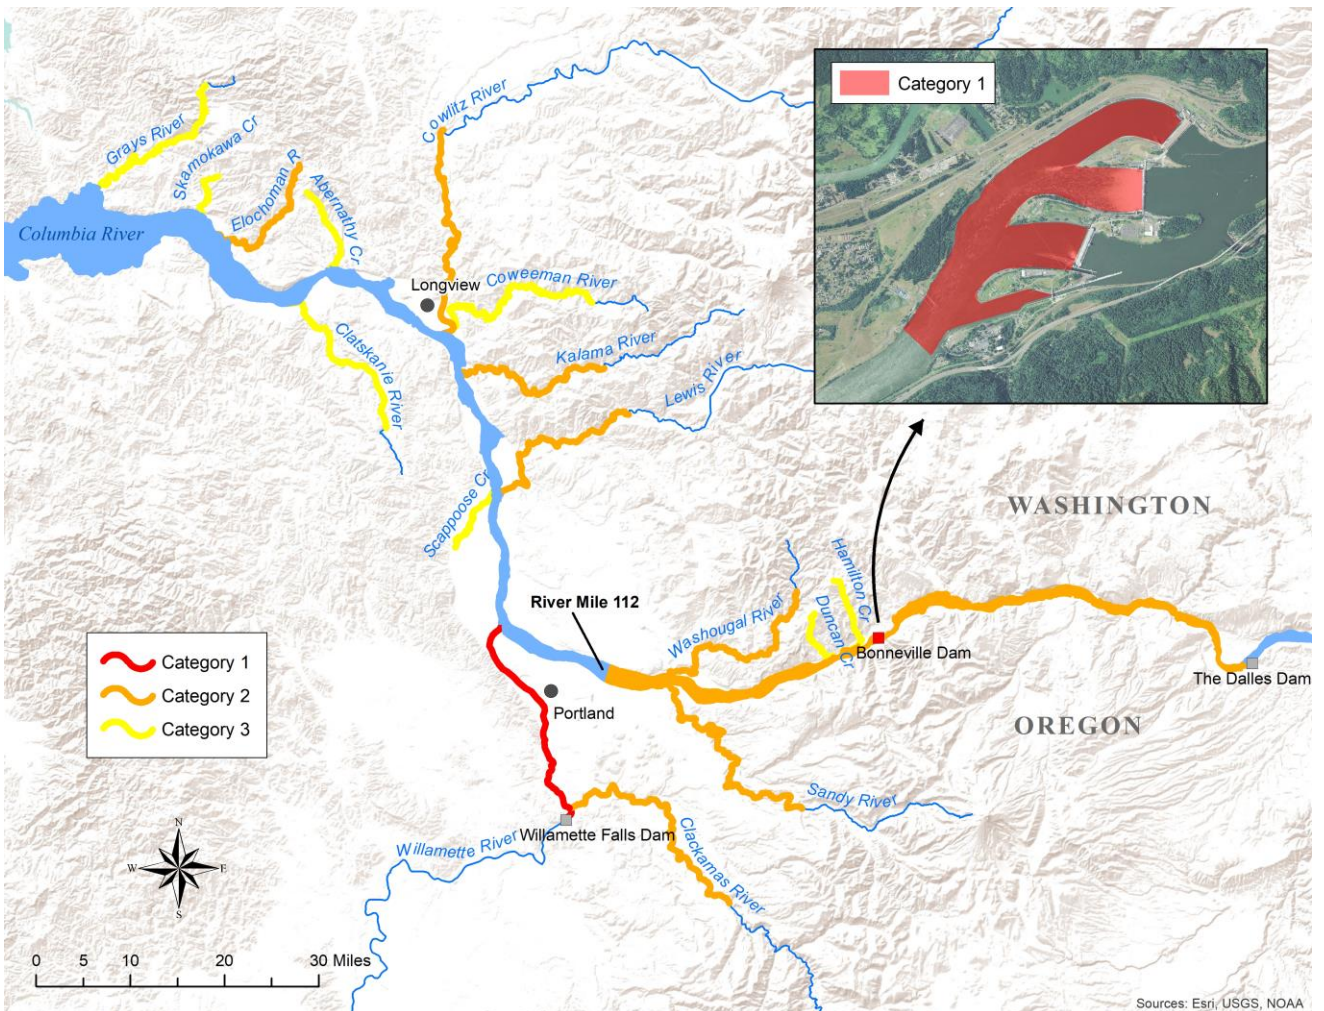 Cowlitz River
Category 1
Grays River
Skamokawa Cr
Elochoman R
Abernathy Cr
Columbia River
Longview
Coweeman River
Clatskanie River
Kalama River
Lewis River
Scappoose Cr
WASHINGTON
River Mile 112
Washougal River
Hamilton Cr
Duncan Cr
Bonneville Dam
The Dalles Dam
Category 1
Category 2
Category 3
Portland
OREGON
Sandy River
Willamette Falls Dam
Willamette River
Clackamas River
N
W
E
S
0 5 10 20 30 Miles
Sources: Esri, USGS, NOAA